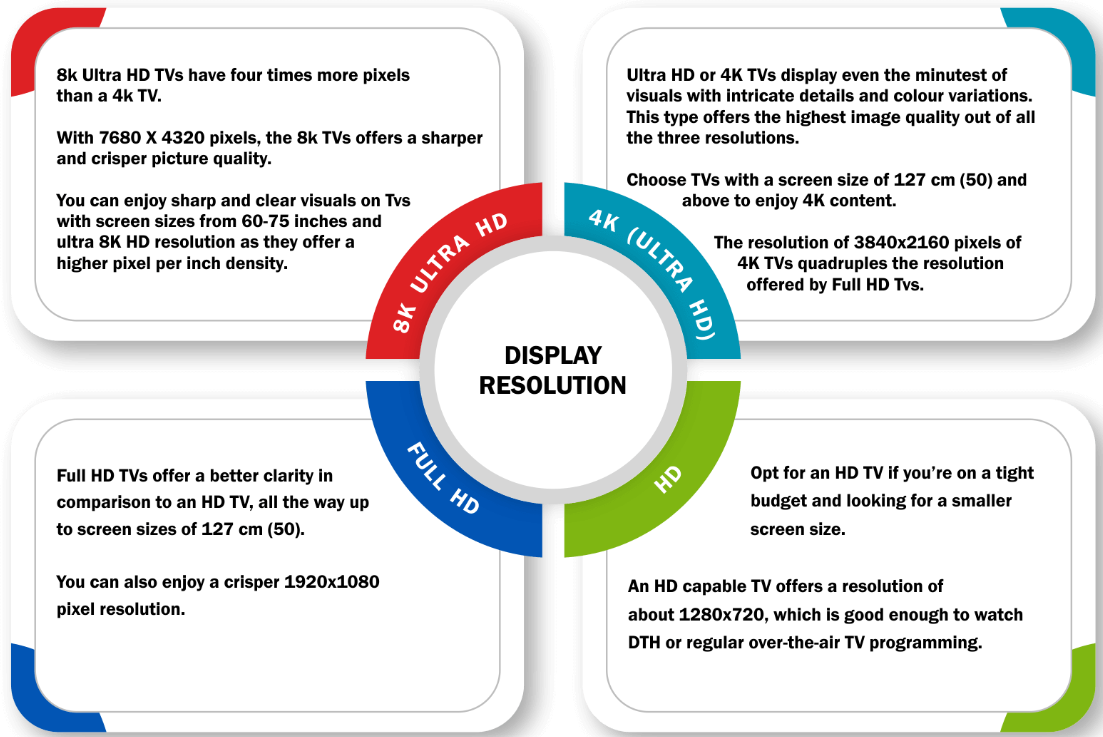 8k Ultra HD TVs have four times more pixels
than a 4k TV.
With 7680 X 4320 pixels, the 8k TVs offers a sharper
and crisper picture quality.
You can enjoy sharp and clear visuals on Tvs
with screen sizes from 60-75 inches and
ultra 8K HD resolution as they offer a
higher pixel per inch density.
Ultra HD or 4K TVs display even the minutest of
visuals with intricate details and colour variations.
This type offers the highest image quality out of all
the three resolutions.
Choose TVs with a screen size of 127 cm (50) and
above to enjoy 4K content.
The resolution of 3840x2160 pixels of
4K TVs quadruples the resolution
offered by Full HD Tvs.
8K ULTRA HD
4K (ULTRA HD)
DISPLAY
RESOLUTION
FULL HD
HD
Full HD TVs offer a better clarity in
comparison to an HD TV, all the way up
to screen sizes of 127 cm (50).
You can also enjoy a crisper 1920x1080
pixel resolution.
Opt for an HD TV if you’re on a tight
budget and looking for a smaller
screen size.
An HD capable TV offers a resolution of
about 1280x720, which is good enough to watch
DTH or regular over-the-air TV programming.